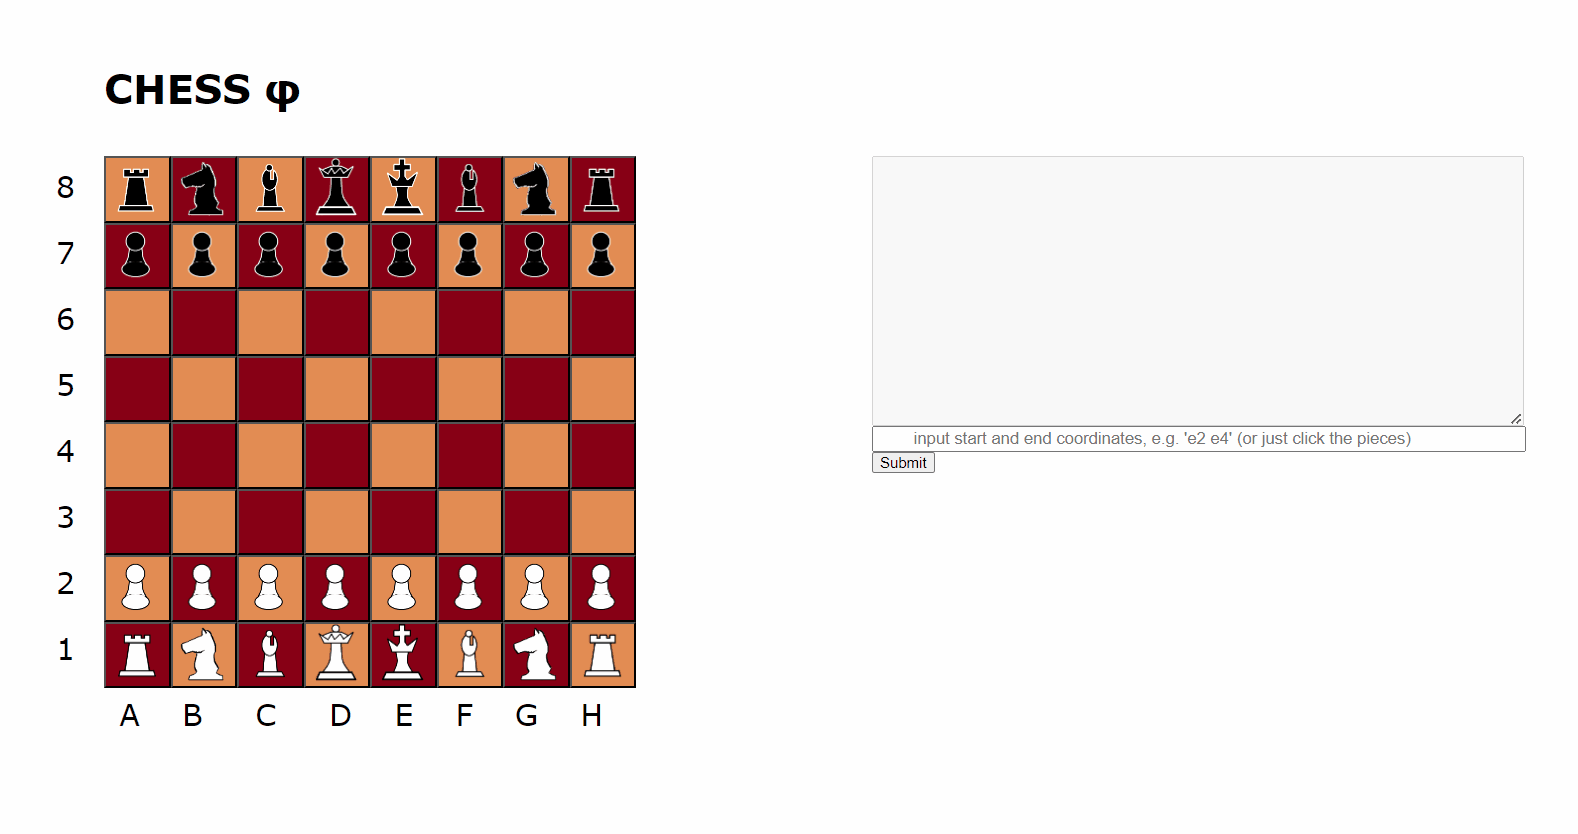 CHESS φ
8
7
6
5
4
3
2
1
A B C D E F G H
input start and end coordinates, e.g. 'e2 e4' (or just click the pieces)
Submit